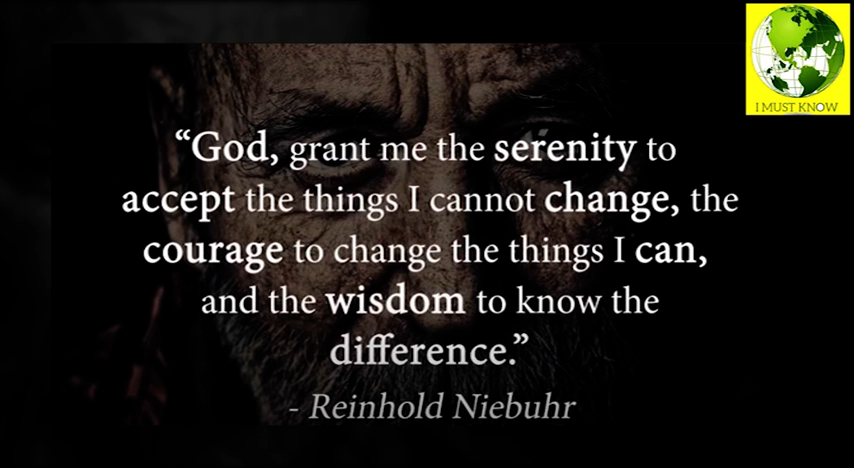 I MUST KNOW
“God, grant me the serenity to
accept the things I cannot change, the
courage to change the things I can,
and the wisdom to know the
difference.”
- Reinhold Niebuhr